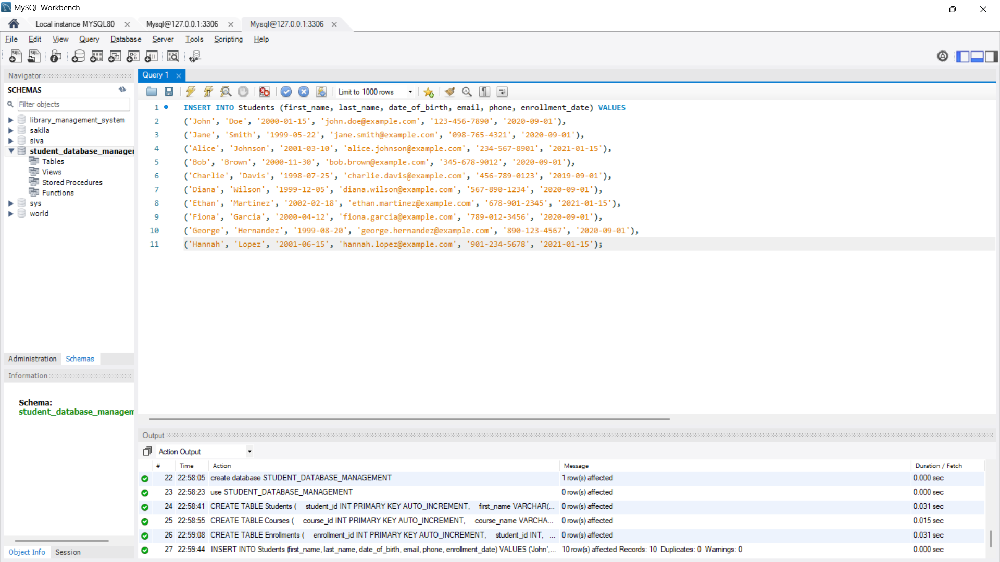 MySQL Workbench
Local instance MYSQL80
Mysql@127.0.0.1:3306
Mysql@127.0.0.1:3306
File Edit View Query Database Server Tools Scripting Help
Navigator
SCHEMAS
Filter objects
library_management_system
sakila
siva
student_database_manager
Tables
Views
Stored Procedures
Functions
sys
world
Administration Schemas
Information
Schema:
student_database_managem
Object Info Session
Query 1
Limit to 1000 rows
1 INSERT INTO Students (first_name, last_name, date_of_birth, email, phone, enrollment_date) VALUES
2 ('John', 'Doe', '2000-01-15', 'john.doe@example.com', '123-456-7890', '2020-09-01'),
3 ('Jane', 'Smith', '1999-05-22', 'jane.smith@example.com', '098-765-4321', '2020-09-01'),
4 ('Alice', 'Johnson', '2001-03-10', 'alice.johnson@example.com', '234-567-8901', '2021-01-15'),
5 ('Bob', 'Brown', '2000-11-30', 'bob.brown@example.com', '345-678-9012', '2020-09-01'),
6 ('Charlie', 'Davis', '1998-07-25', 'charlie.davis@example.com', '456-789-0123', '2019-09-01'),
7 ('Diana', 'Wilson', '1999-12-05', 'diana.wilson@example.com', '567-890-1234', '2020-09-01'),
8 ('Ethan', 'Martinez', '2002-02-18', 'ethan.martinez@example.com', '678-901-2345', '2021-01-15'),
9 ('Fiona', 'Garcia', '2000-04-12', 'fiona.garcia@example.com', '789-012-3456', '2020-09-01'),
10 ('George', 'Hernandez', '1999-08-20', 'george.hernandez@example.com', '890-123-4567', '2020-09-01'),
11 ('Hannah', 'Lopez', '2001-06-15', 'hannah.lopez@example.com', '901-234-5678', '2021-01-15');
Output
Action Output
# Time Action Message Duration / Fetch
22 22:58:05 create database STUDENT_DATABASE_MANAGEMENT 1 row(s) affected 0.000 sec
23 22:58:23 use STUDENT_DATABASE_MANAGEMENT 0 row(s) affected 0.000 sec
24 22:58:41 CREATE TABLE Students ( student_id INT PRIMARY KEY AUTO_INCREMENT, first_name VARCHAR(... 0 row(s) affected 0.031 sec
25 22:58:55 CREATE TABLE Courses ( course_id INT PRIMARY KEY AUTO_INCREMENT, course_name VARCHA... 0 row(s) affected 0.015 sec
26 22:59:08 CREATE TABLE Enrollments ( enrollment_id INT PRIMARY KEY AUTO_INCREMENT, student_id INT, ... 0 row(s) affected 0.031 sec
27 22:59:44 INSERT INTO Students (first_name, last_name, date_of_birth, email, phone, enrollment_date) VALUES ('John',... 10 row(s) affected Records: 10 Duplicates: 0 Warnings: 0 0.000 sec